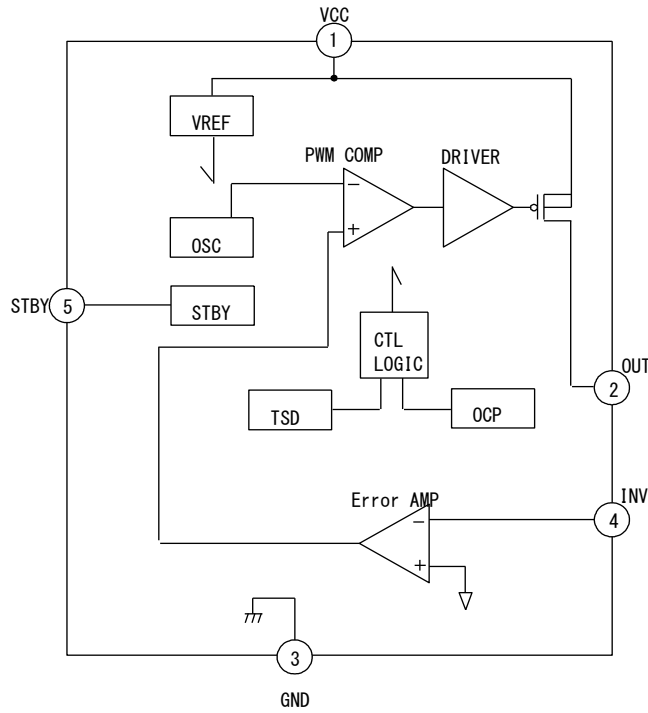 VCC
1
VREF
PWM COMP
DRIVER
−
OSC
+
STBY
5
STBY
CTL
LOGIC
OUT
2
TSD
OCP
Error AMP
INV
−
4
+
3
GND